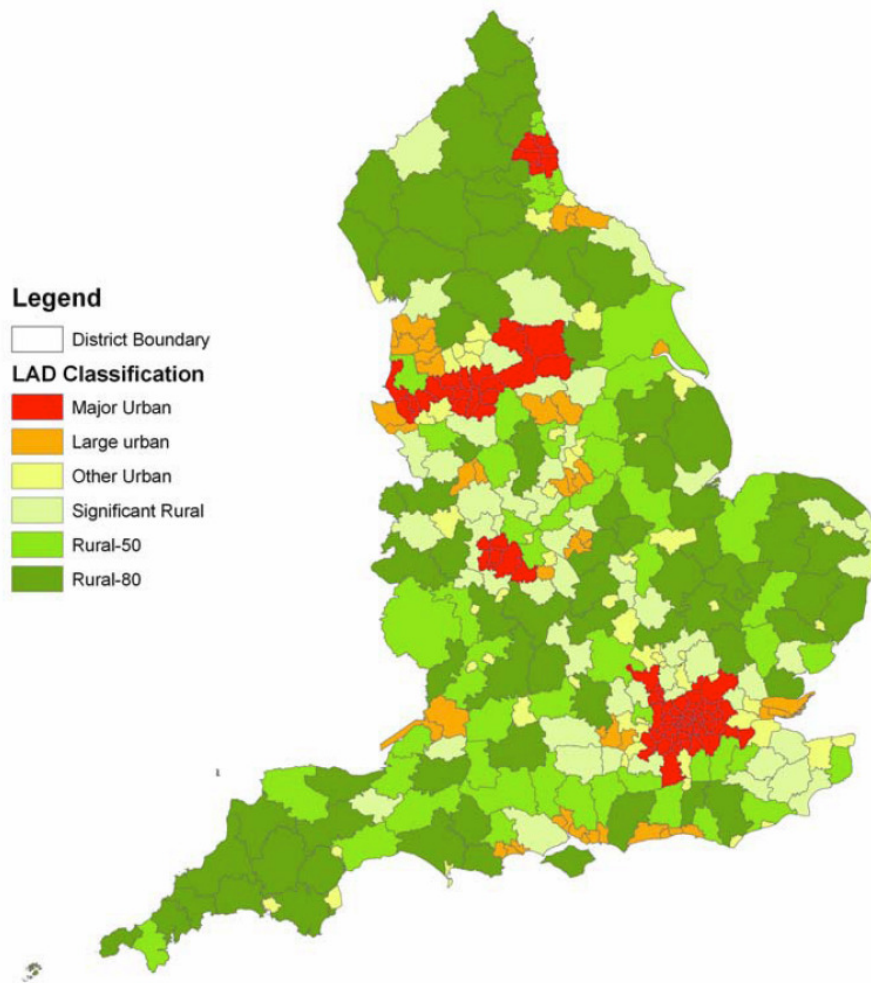 Legend
District Boundary
LAD Classification
Major Urban
Large urban
Other Urban
Significant Rural
Rural-50
Rural-80